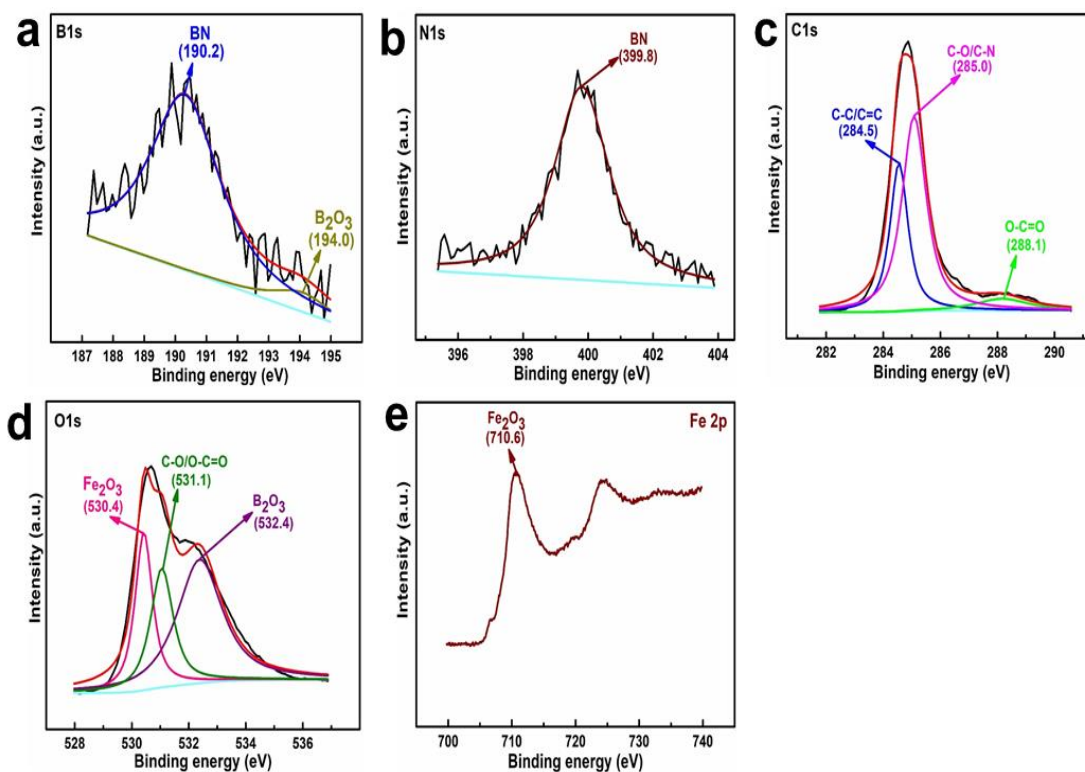 a
B1s
BN
(190.2)
B₂O₃
(194.0)
Intensity (a.u.)
187 188 189 190 191 192 193 194 195
Binding energy (eV)
b
N1s
BN
(399.8)
Intensity (a.u.)
396 398 400 402 404
Binding energy (eV)
c
C1s
C-O/C-N
(285.0)
C-C/C=C
(284.5)
O-C=O
(288.1)
Intensity (a.u.)
282 284 286 288 290
Binding energy (eV)
d
O1s
C-O/O-C=O
(531.1)
Fe₂O₃
(530.4)
B₂O₃
(532.4)
Intensity (a.u.)
528 530 532 534 536
Binding energy (eV)
e
Fe₂O₃
(710.6)
Fe 2p
Intensity (a.u.)
700 710 720 730 740
Binding energy (eV)